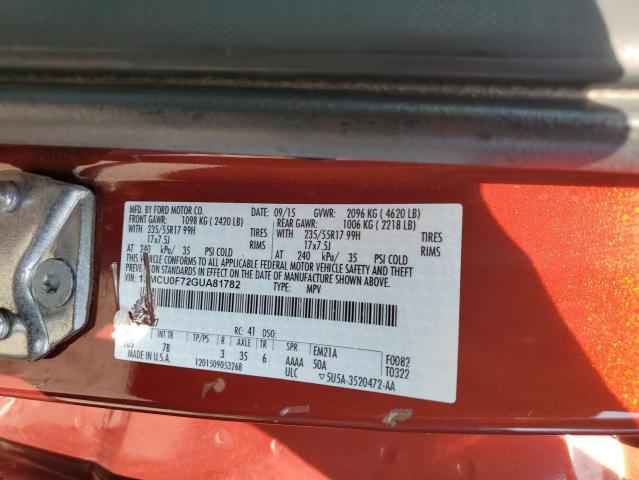 MFD. BY FORD MOTOR CO.
DATE: 09/15 GVWR: 2096 KG ( 4620 LB)
FRONT GAWR: 1098 KG ( 2420 LB) REAR GAWR: 1006 KG ( 2218 LB)
WITH 235/55R17 99H TIRES WITH 235/55R17 99H TIRES
17x7.5J RIMS 17x7.5J RIMS
AT 240 kPa/ 35 PSI COLD AT 240 kPa/ 35 PSI COLD
THIS VEHICLE CONFORMS TO ALL APPLICABLE FEDERAL MOTOR VEHICLE SAFETY AND THEFT
PREVENTION STANDARDS IN EFFECT ON THE DATE OF MANUFACTURE SHOWN ABOVE.
VIN: MCU0F72GUA81782 TYPE: MPV
RC: 41 DSO:
INT TR TP/PS R AXLE TR SPR EM21A F0082
7B 3 35 6 AAAA 50A T0322
MADE IN U.S.A. ULC ▽5U5A-3520472-AA
12015090S3268